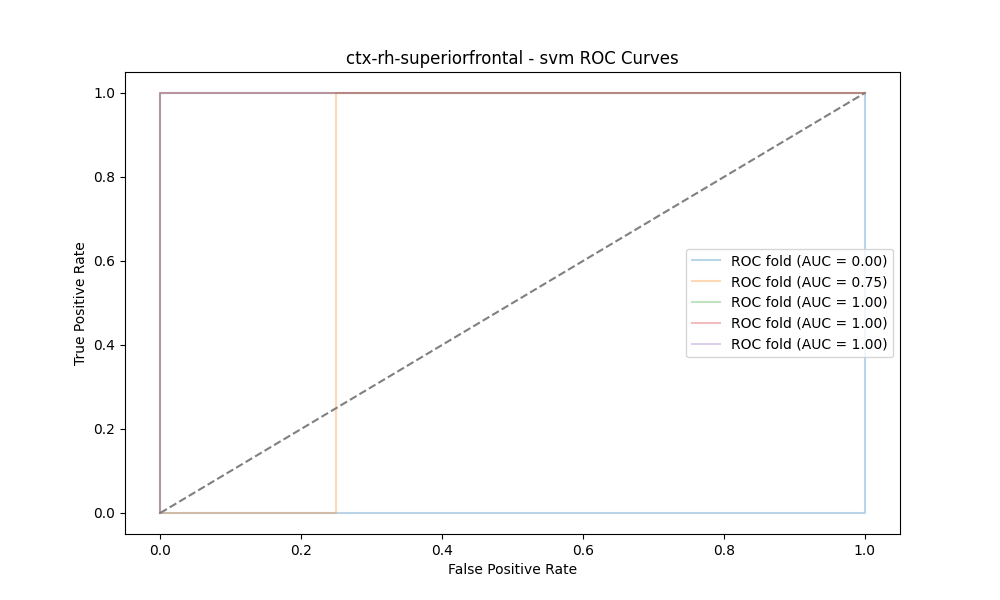 ctx-rh-superiorfrontal - svm ROC Curves
True Positive Rate
1.0
0.8
0.6
0.4
0.2
0.0
ROC fold (AUC = 0.00)
ROC fold (AUC = 0.75)
ROC fold (AUC = 1.00)
ROC fold (AUC = 1.00)
ROC fold (AUC = 1.00)
0.0 0.2 0.4 0.6 0.8 1.0
False Positive Rate